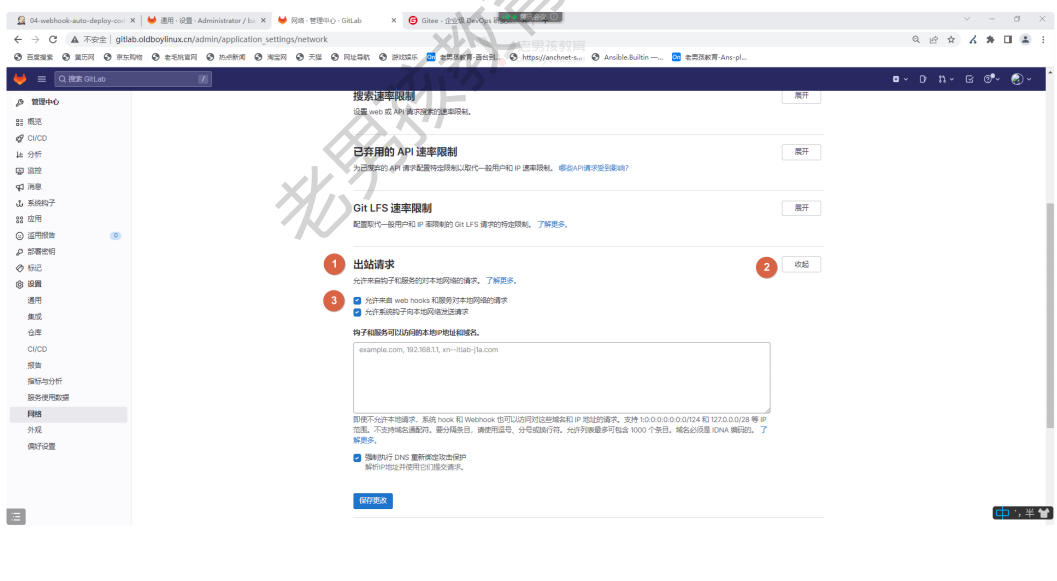 04-webhook-auto-deploy-cod
通用 · 设置 · Administrator / ba
网络 · 管理中心 · GitLab
Gitee - 企业级 DevOps
腾讯会议
不安全 | gitlab.oldboylinux.cn/admin/application_settings/network
百度搜索
京东购物
老毛桃官网
热点新闻
淘宝网
天猫
网址导航
游戏娱乐
https://anchnet-s...
Ansible.Builtin —...
老男孩教育-Ans-pl...
搜索 GitLab
/
管理中心
概览
CI/CD
分析
监控
消息
系统钩子
应用
滥用报告
0
部署密钥
标记
设置
通用
集成
仓库
CI/CD
报告
指标与分析
服务使用数据
网络
外观
偏好设置
搜索速率限制
展开
设置 web 或 API 请求搜索的速率限制。
已弃用的 API 速率限制
展开
为已废弃的 API 请求配置特定限制以取代一般用户和 IP 速率限制。 哪些API请求受到影响?
Git LFS 速率限制
展开
配置取代一般用户和 IP 率限制的 Git LFS 请求的特定限制。 了解更多。
1
出站请求
2
收起
允许来自钩子和服务的对本地网络的请求。 了解更多。
3
允许来自 web hooks 和服务对本地网络的请求
允许系统钩子向本地网络发送请求
钩子和服务可以访问的本地IP地址和域名。
example.com, 192.168.1.1, xn--itlab-j1a.com
即使不允许本地请求，系统 hook 和 Webhook 也可以访问对这些域名和 IP 地址的请求。支持 1:0:0:0:0:0:0:0/124 和 127.0.0.0/28 等 IP
范围。不支持域名通配符。要分隔条目，请使用逗号、分号或换行符。允许列表最多可包含 1000 个条目。域名必须是 IDNA 编码的。 了
解更多。
强制执行 DNS 重新绑定攻击保护
解析IP地址并使用它们提交请求。
保存更改
中 半
老男孩教育